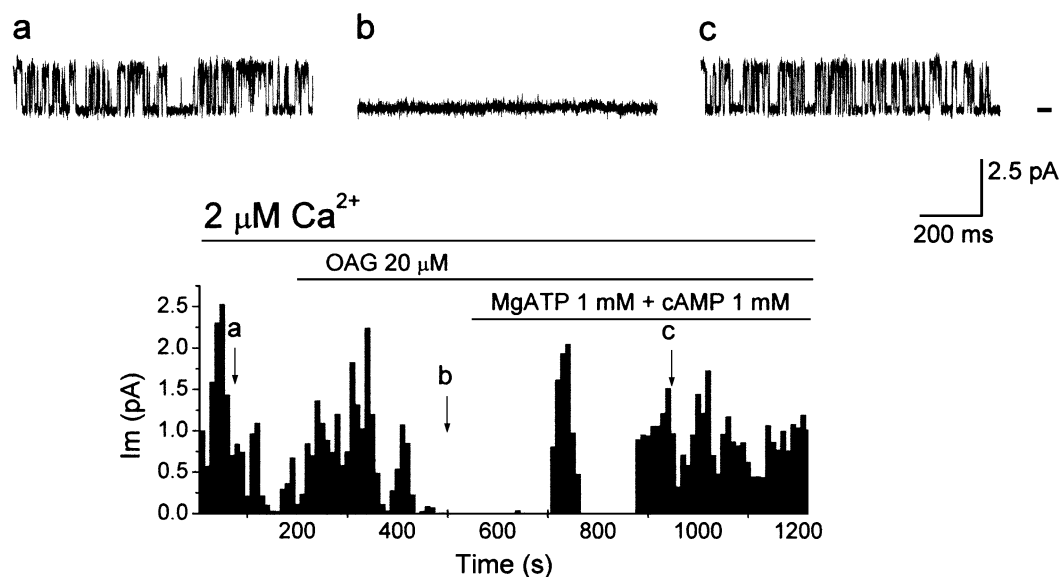 a b c
2.5 pA
200 ms
2 μM Ca²⁺
OAG 20 μM
MgATP 1 mM + cAMP 1 mM
a
b
c
2.5
2.0
1.5
1.0
0.5
0.0
Im (pA)
200 400 600 800 1000 1200
Time (s)